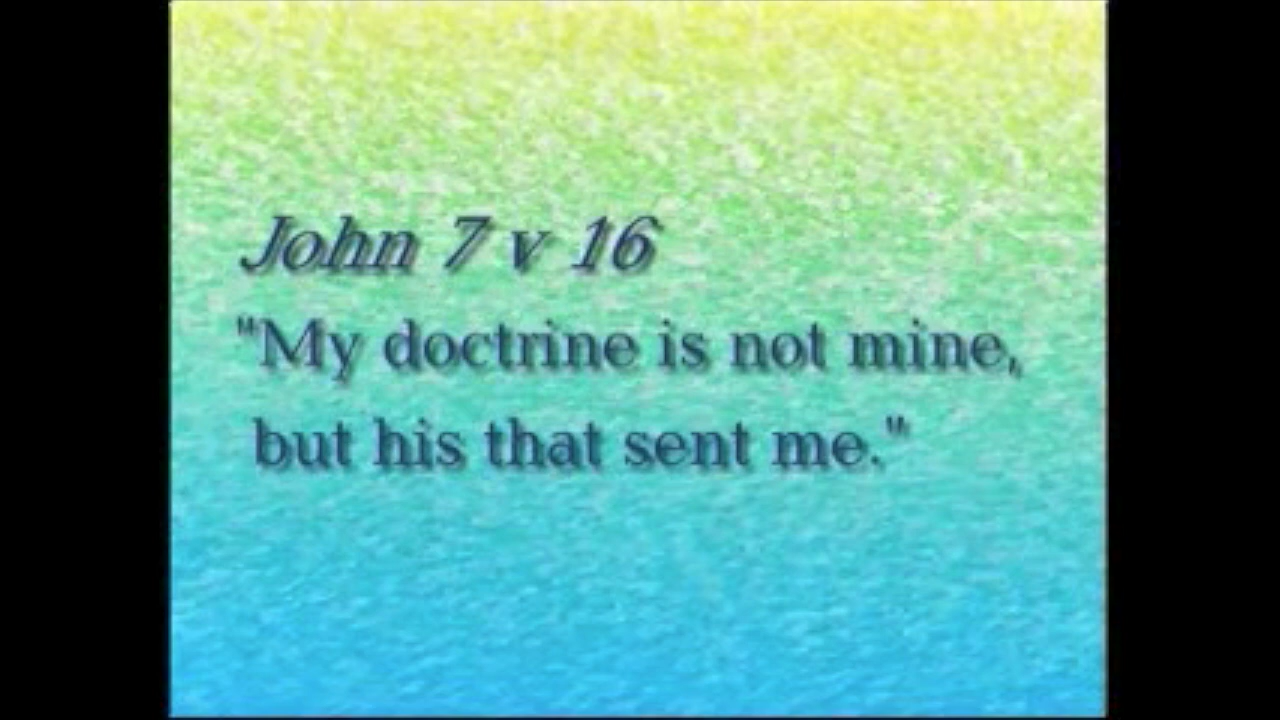 John 7 v 16
"My doctrine is not mine,
but his that sent me."